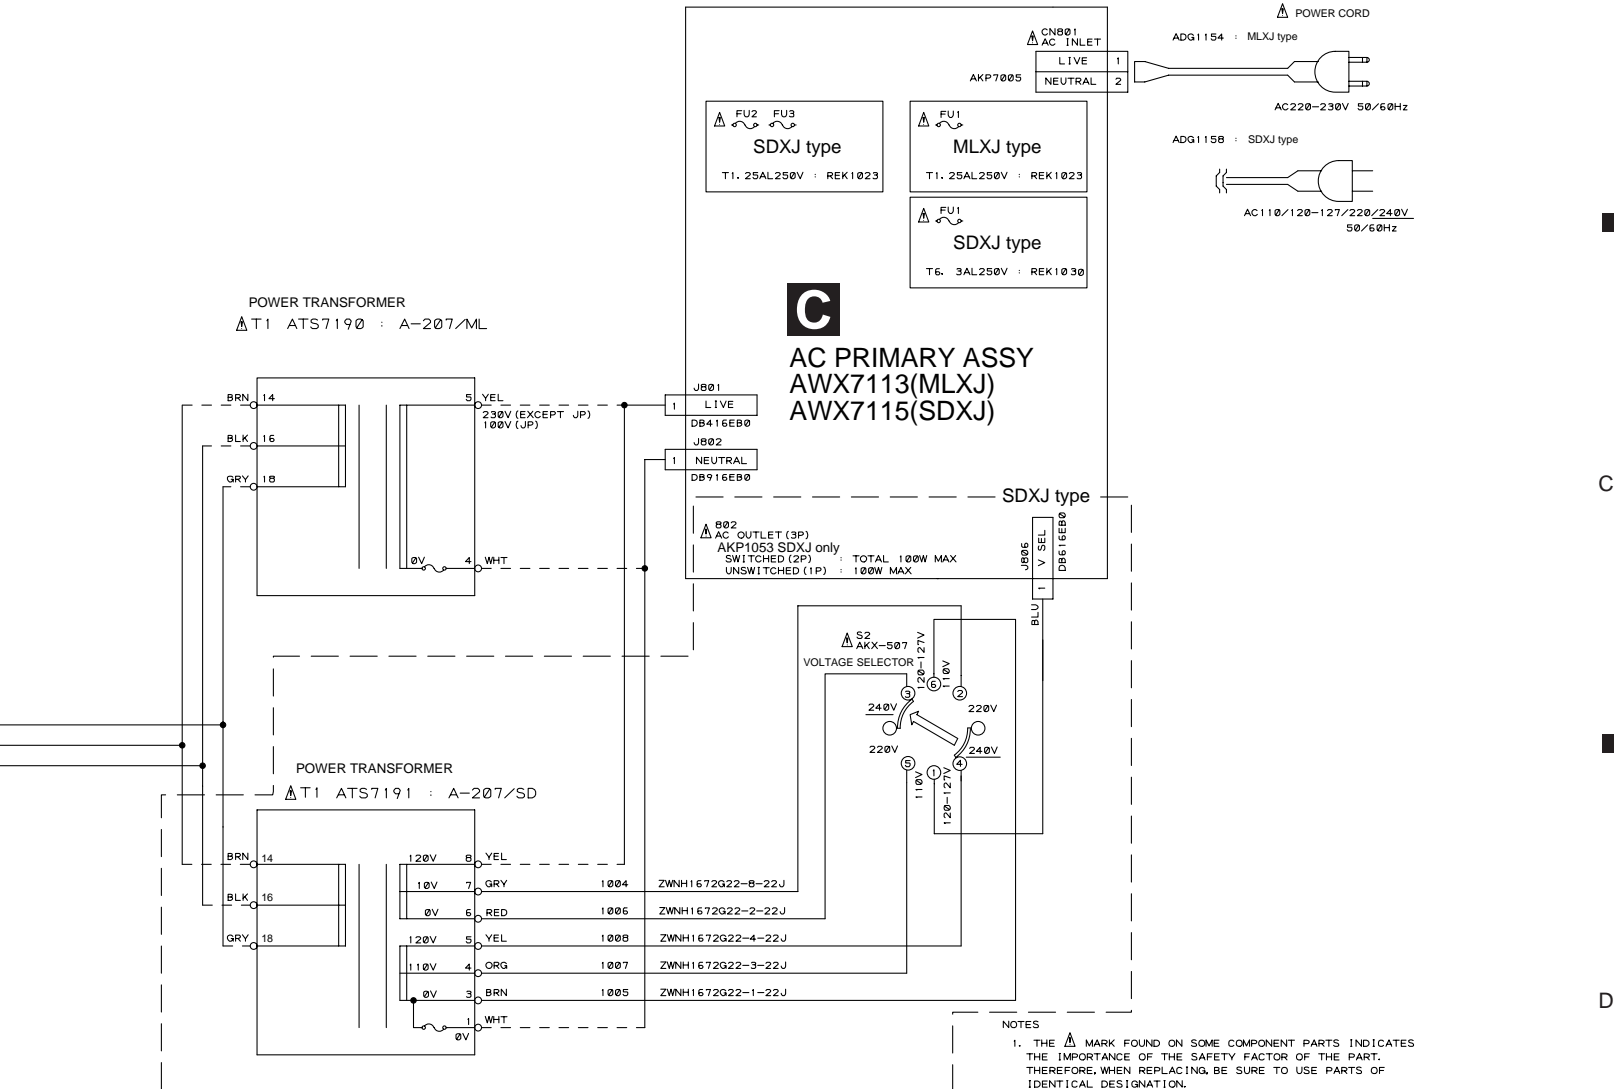 POWER CORD
ADG1154 : MLXJ type
AC220-230V 50/60Hz
ADG1158 : SDXJ type
AC110/120-127/220/240V
50/60Hz
CN801
AC INLET
LIVE 1
AKP7005
NEUTRAL 2
FU2 FU3
SDXJ type
T1.25AL250V : REK1023
FU1
MLXJ type
T1.25AL250V : REK1023
FU1
SDXJ type
T6. 3AL250V : REK1030
C
AC PRIMARY ASSY
AWX7113(MLXJ)
AWX7115(SDXJ)
J801
1 LIVE
DB416EB0
J802
1 NEUTRAL
DB916EB0
SDXJ type
802
AC OUTLET(3P)
AKP1053 SDXJ only
SWITCHED(2P) : TOTAL 100W MAX
UNSWITCHED(1P) : 100W MAX
J806
V SEL
1
DB616EB0
BLU
POWER TRANSFORMER
T1 ATS7190 : A-207/ML
BRN 14
BLK 16
GRY 18
5 YEL
230V(EXCEPT JP)
100V(JP)
0V 4 WHT
C
S2
AKX-507
VOLTAGE SELECTOR
120-127V
110V
3
6
2
240V
220V
220V
240V
5
1
4
110V
120-127V
POWER TRANSFORMER
T1 ATS7191 : A-207/SD
BRN 14
BLK 16
GRY 18
120V 8 YEL
10V 7 GRY 1004 ZWNH1672G22-8-22J
0V 6 RED 1006 ZWNH1672G22-2-22J
120V 5 YEL 1008 ZWNH1672G22-4-22J
110V 4 ORG 1007 ZWNH1672G22-3-22J
0V 3 BRN 1005 ZWNH1672G22-1-22J
1 WHT
0V
D
NOTES
1. THE MARK FOUND ON SOME COMPONENT PARTS INDICATES
THE IMPORTANCE OF THE SAFETY FACTOR OF THE PART.
THEREFORE, WHEN REPLACING, BE SURE TO USE PARTS OF
IDENTICAL DESIGNATION.